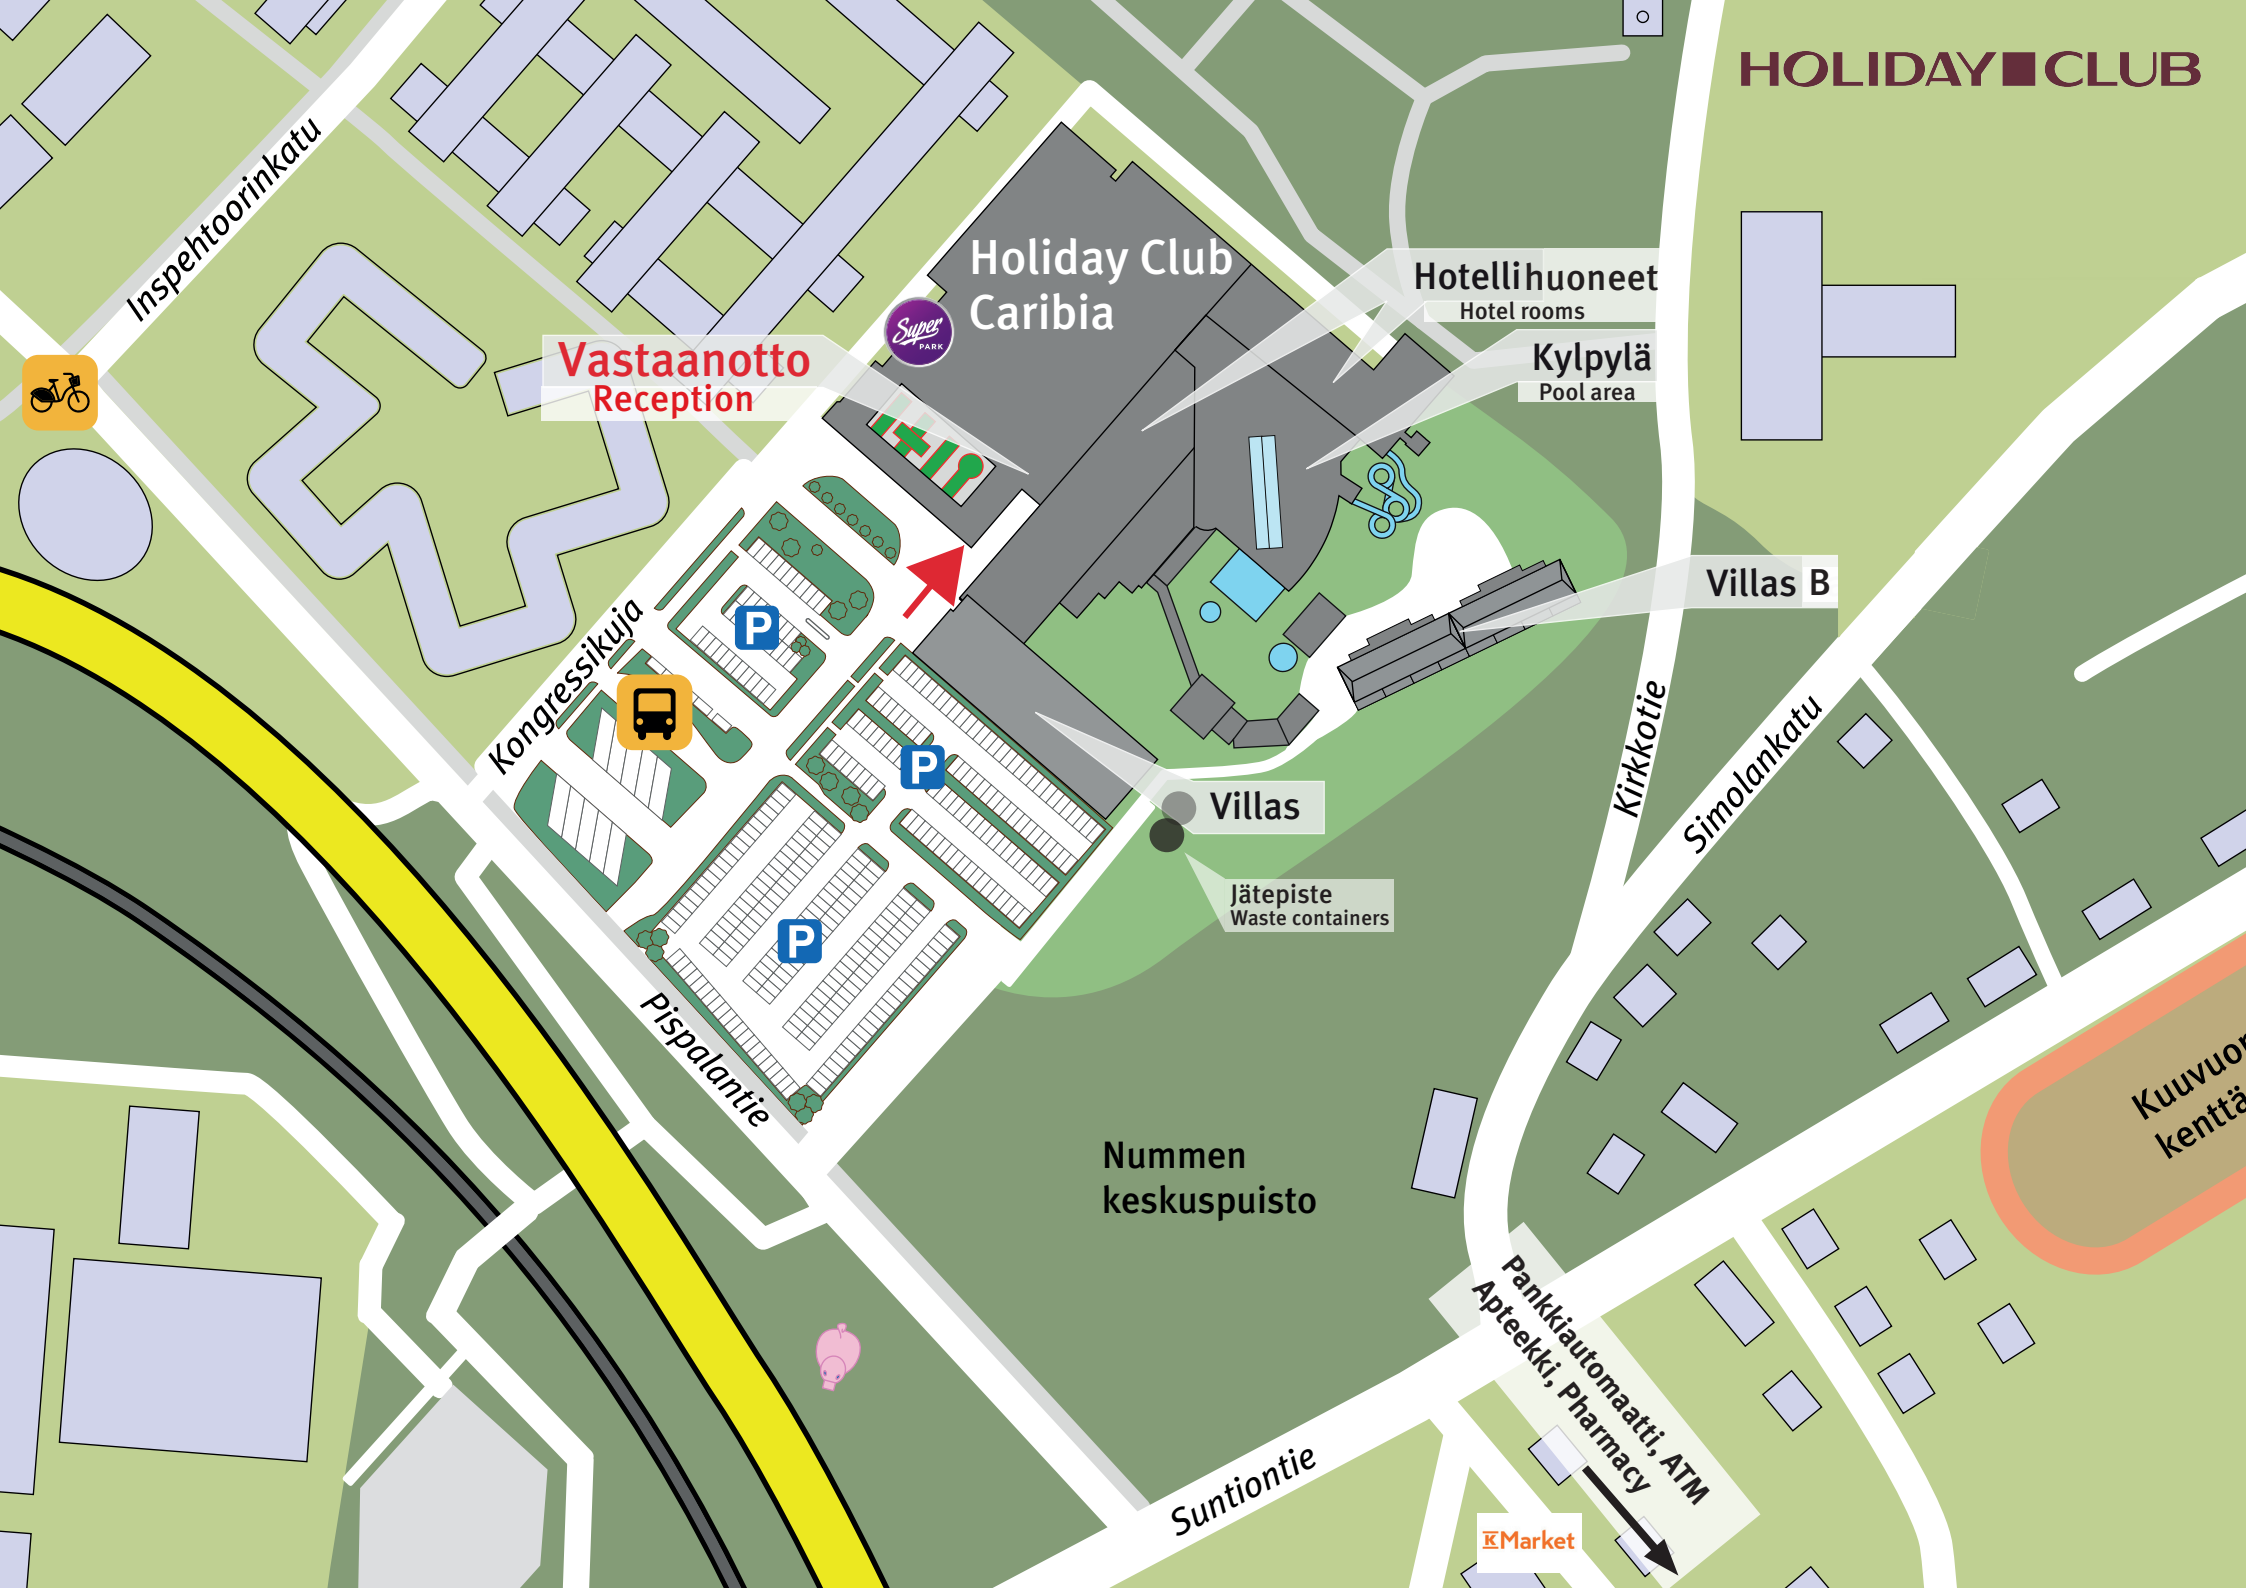 HOLIDAY CLUB
Inspehtoorinkatu
Holiday Club
Caribia
Super
PARK
Hotellihuoneet
Hotel rooms
Vastaanotto
Reception
Kylpylä
Pool area
Villas B
P
Kongressikuja
P
Villas
Kirkkotie
Simolankatu
Jätepiste
Waste containers
P
Pispalantie
Nummen
keskuspuisto
Kuuvuor
kenttä
Pankkiautomaatti, ATM
Apteekki, Pharmacy
Suntiontie
K Market